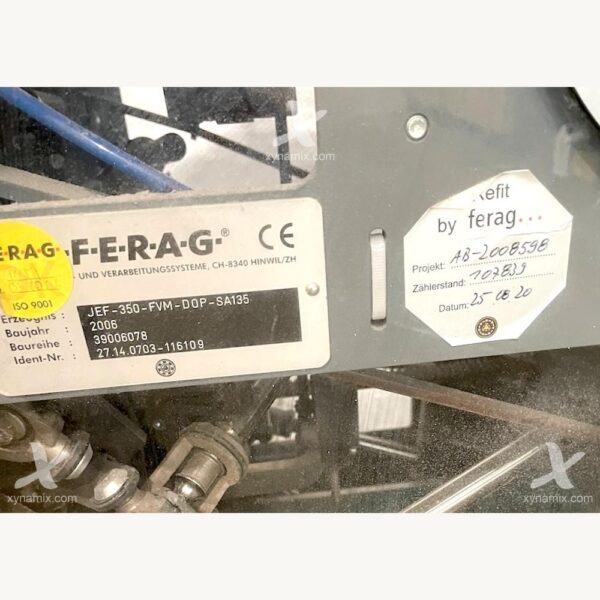 xynamix.com
F·E·R·A·G®
CE
UND VERARBEITUNGSSYSTEME, CH-8340 HINWIL/ZH
ISO 9001
Erzeugnis :
JEF-350-FVM-DOP-SA135
Baujahr :
2006
Baureihe :
39006078
Ident-Nr. :
27.14.0703-116109
Refit
by ferag...
Projekt: AB-2008598
Zählerstand: 107839
Datum: 25 08 20
xynamix.com
xynamix.com